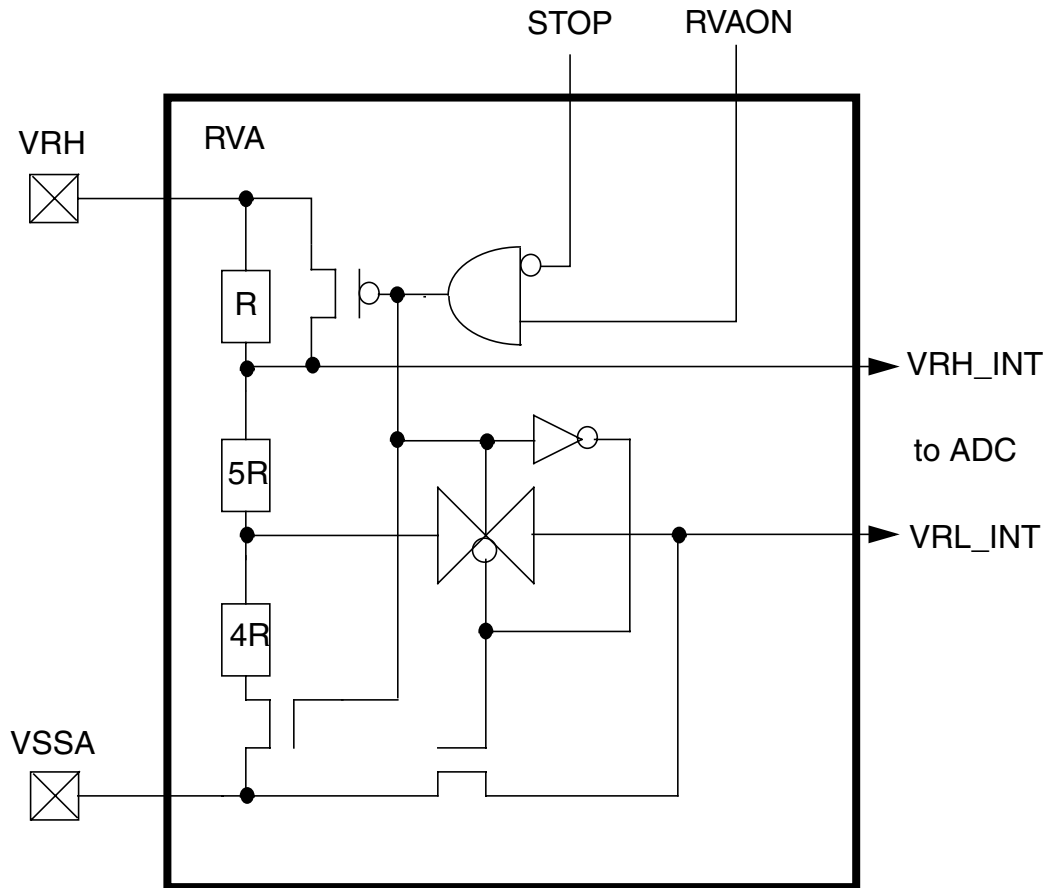 STOP
RVAON
VRH
RVA
R
VRH_INT
5R
to ADC
VRL_INT
4R
VSSA